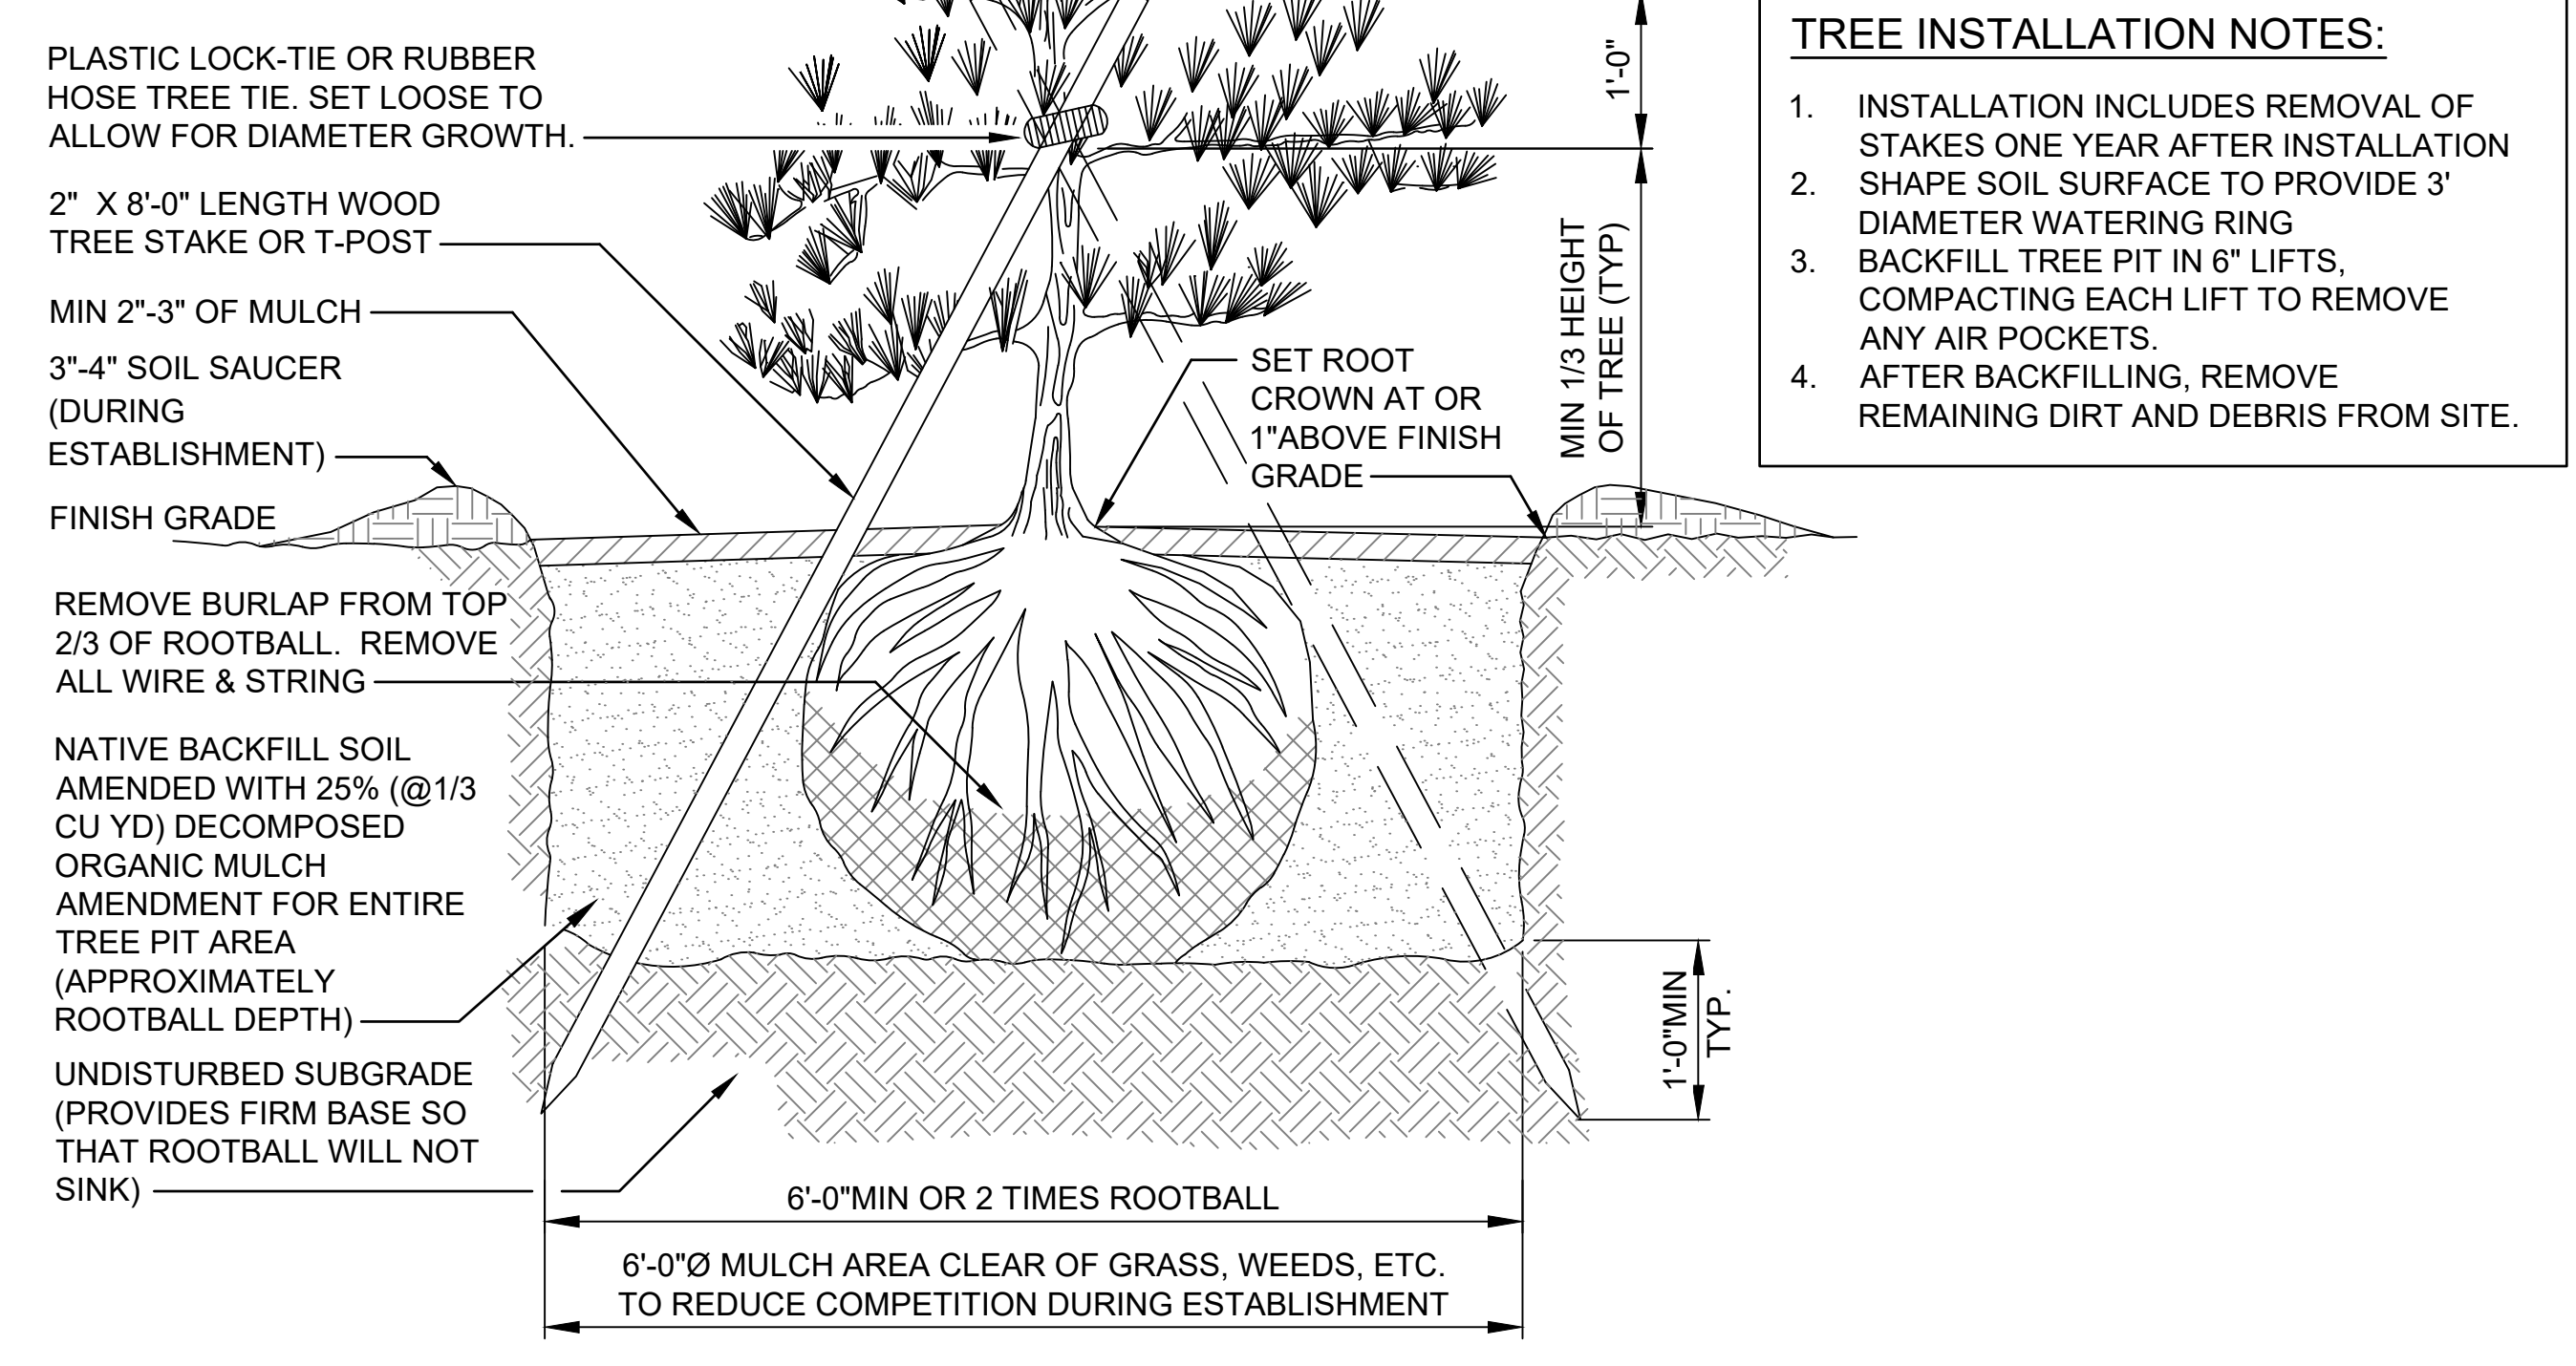 PLASTIC LOCK-TIE OR RUBBER
HOSE TREE TIE. SET LOOSE TO
ALLOW FOR DIAMETER GROWTH.
2" X 8'-0" LENGTH WOOD
TREE STAKE OR T-POST
MIN 2"-3" OF MULCH
3"-4" SOIL SAUCER
(DURING
ESTABLISHMENT)
FINISH GRADE
REMOVE BURLAP FROM TOP
2/3 OF ROOTBALL. REMOVE
ALL WIRE & STRING
NATIVE BACKFILL SOIL
AMENDED WITH 25% (@1/3
CU YD) DECOMPOSED
ORGANIC MULCH
AMENDMENT FOR ENTIRE
TREE PIT AREA
(APPROXIMATELY
ROOTBALL DEPTH)
UNDISTURBED SUBGRADE
(PROVIDES FIRM BASE SO
THAT ROOTBALL WILL NOT
SINK)
SET ROOT
CROWN AT OR
1"ABOVE FINISH
GRADE
1'-0"
MIN 1/3 HEIGHT
OF TREE (TYP)
1'-0"MIN
TYP.
6'-0"MIN OR 2 TIMES ROOTBALL
6'-0"Ø MULCH AREA CLEAR OF GRASS, WEEDS, ETC.
TO REDUCE COMPETITION DURING ESTABLISHMENT
TREE INSTALLATION NOTES:
1. INSTALLATION INCLUDES REMOVAL OF
STAKES ONE YEAR AFTER INSTALLATION
2. SHAPE SOIL SURFACE TO PROVIDE 3'
DIAMETER WATERING RING
3. BACKFILL TREE PIT IN 6" LIFTS,
COMPACTING EACH LIFT TO REMOVE
ANY AIR POCKETS.
4. AFTER BACKFILLING, REMOVE
REMAINING DIRT AND DEBRIS FROM SITE.